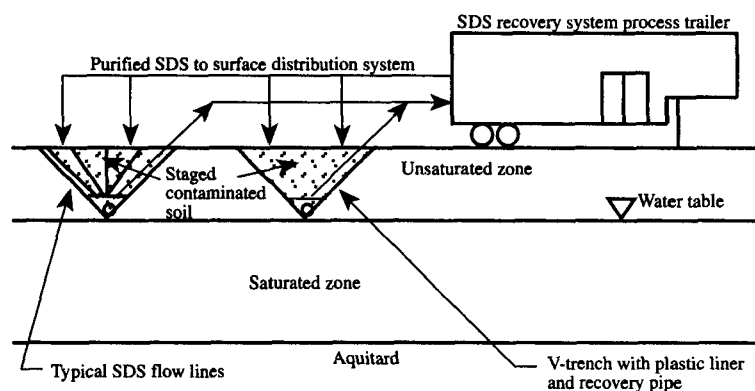 SDS recovery system process trailer
Purified SDS to surface distribution system
Staged
contaminated
soil
Unsaturated zone
Water table
Saturated zone
Aquitard
Typical SDS flow lines
V-trench with plastic liner
and recovery pipe